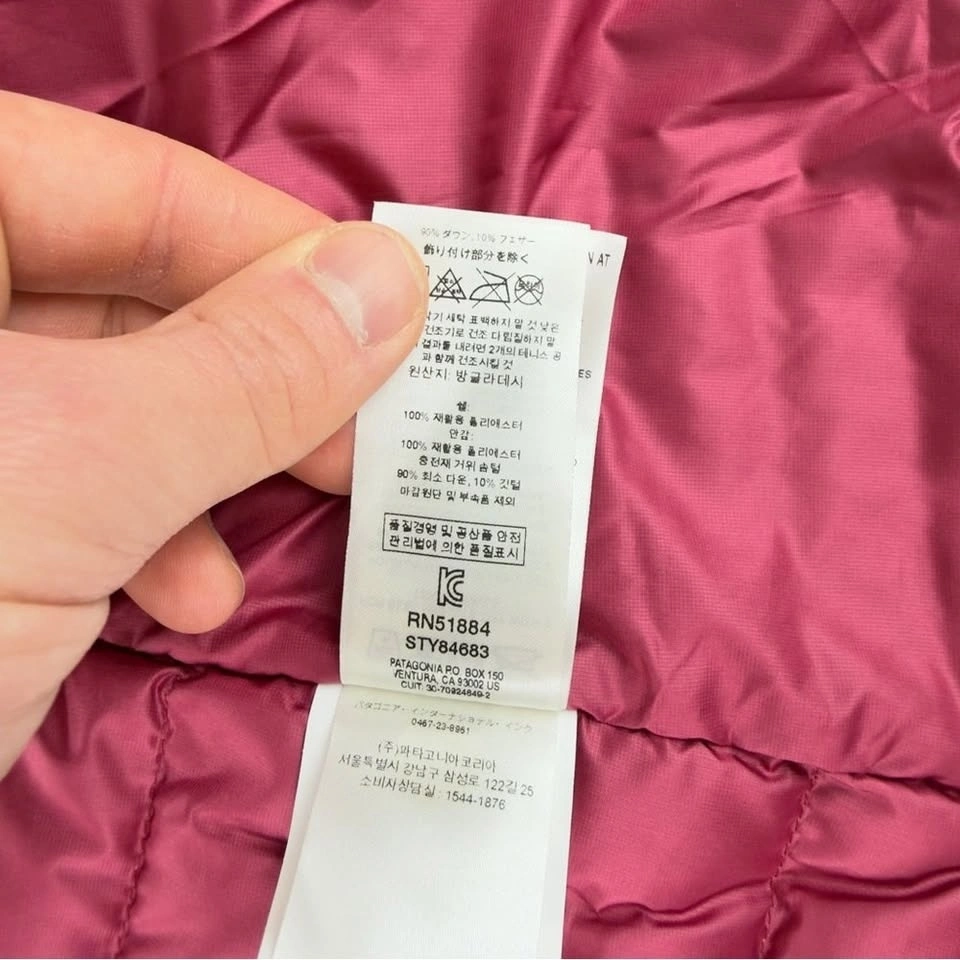 90% ダウン, 10% フェザー
飾り付け部分を除く
N AT
기 세탁 표백하지 말 것 낮은
건조기로 건조 다림질하지 말
결과를 내려면 2개의 테니스 공
과 함께 건조시킬 것
원산지: 방글라데시
ES
쉘:
100% 재활용 폴리에스터
안감:
100% 재활용 폴리에스터
충전재 거위 솜털
90% 최소 다운, 10% 깃털
마감원단 및 부속품 제외
품질경영 및 공산품 안전
관리법에 의한 품질표시
RN51884
STY84683
PATAGONIA P.O. BOX 150
VENTURA, CA 93002 US
CUIT: 30-70924649-2
パタゴニア・インターナショナル・インク
0467-23-8961
(주)파타고니아코리아
서울특별시 강남구 삼성로 122길 25
소비자상담실 : 1544-1876